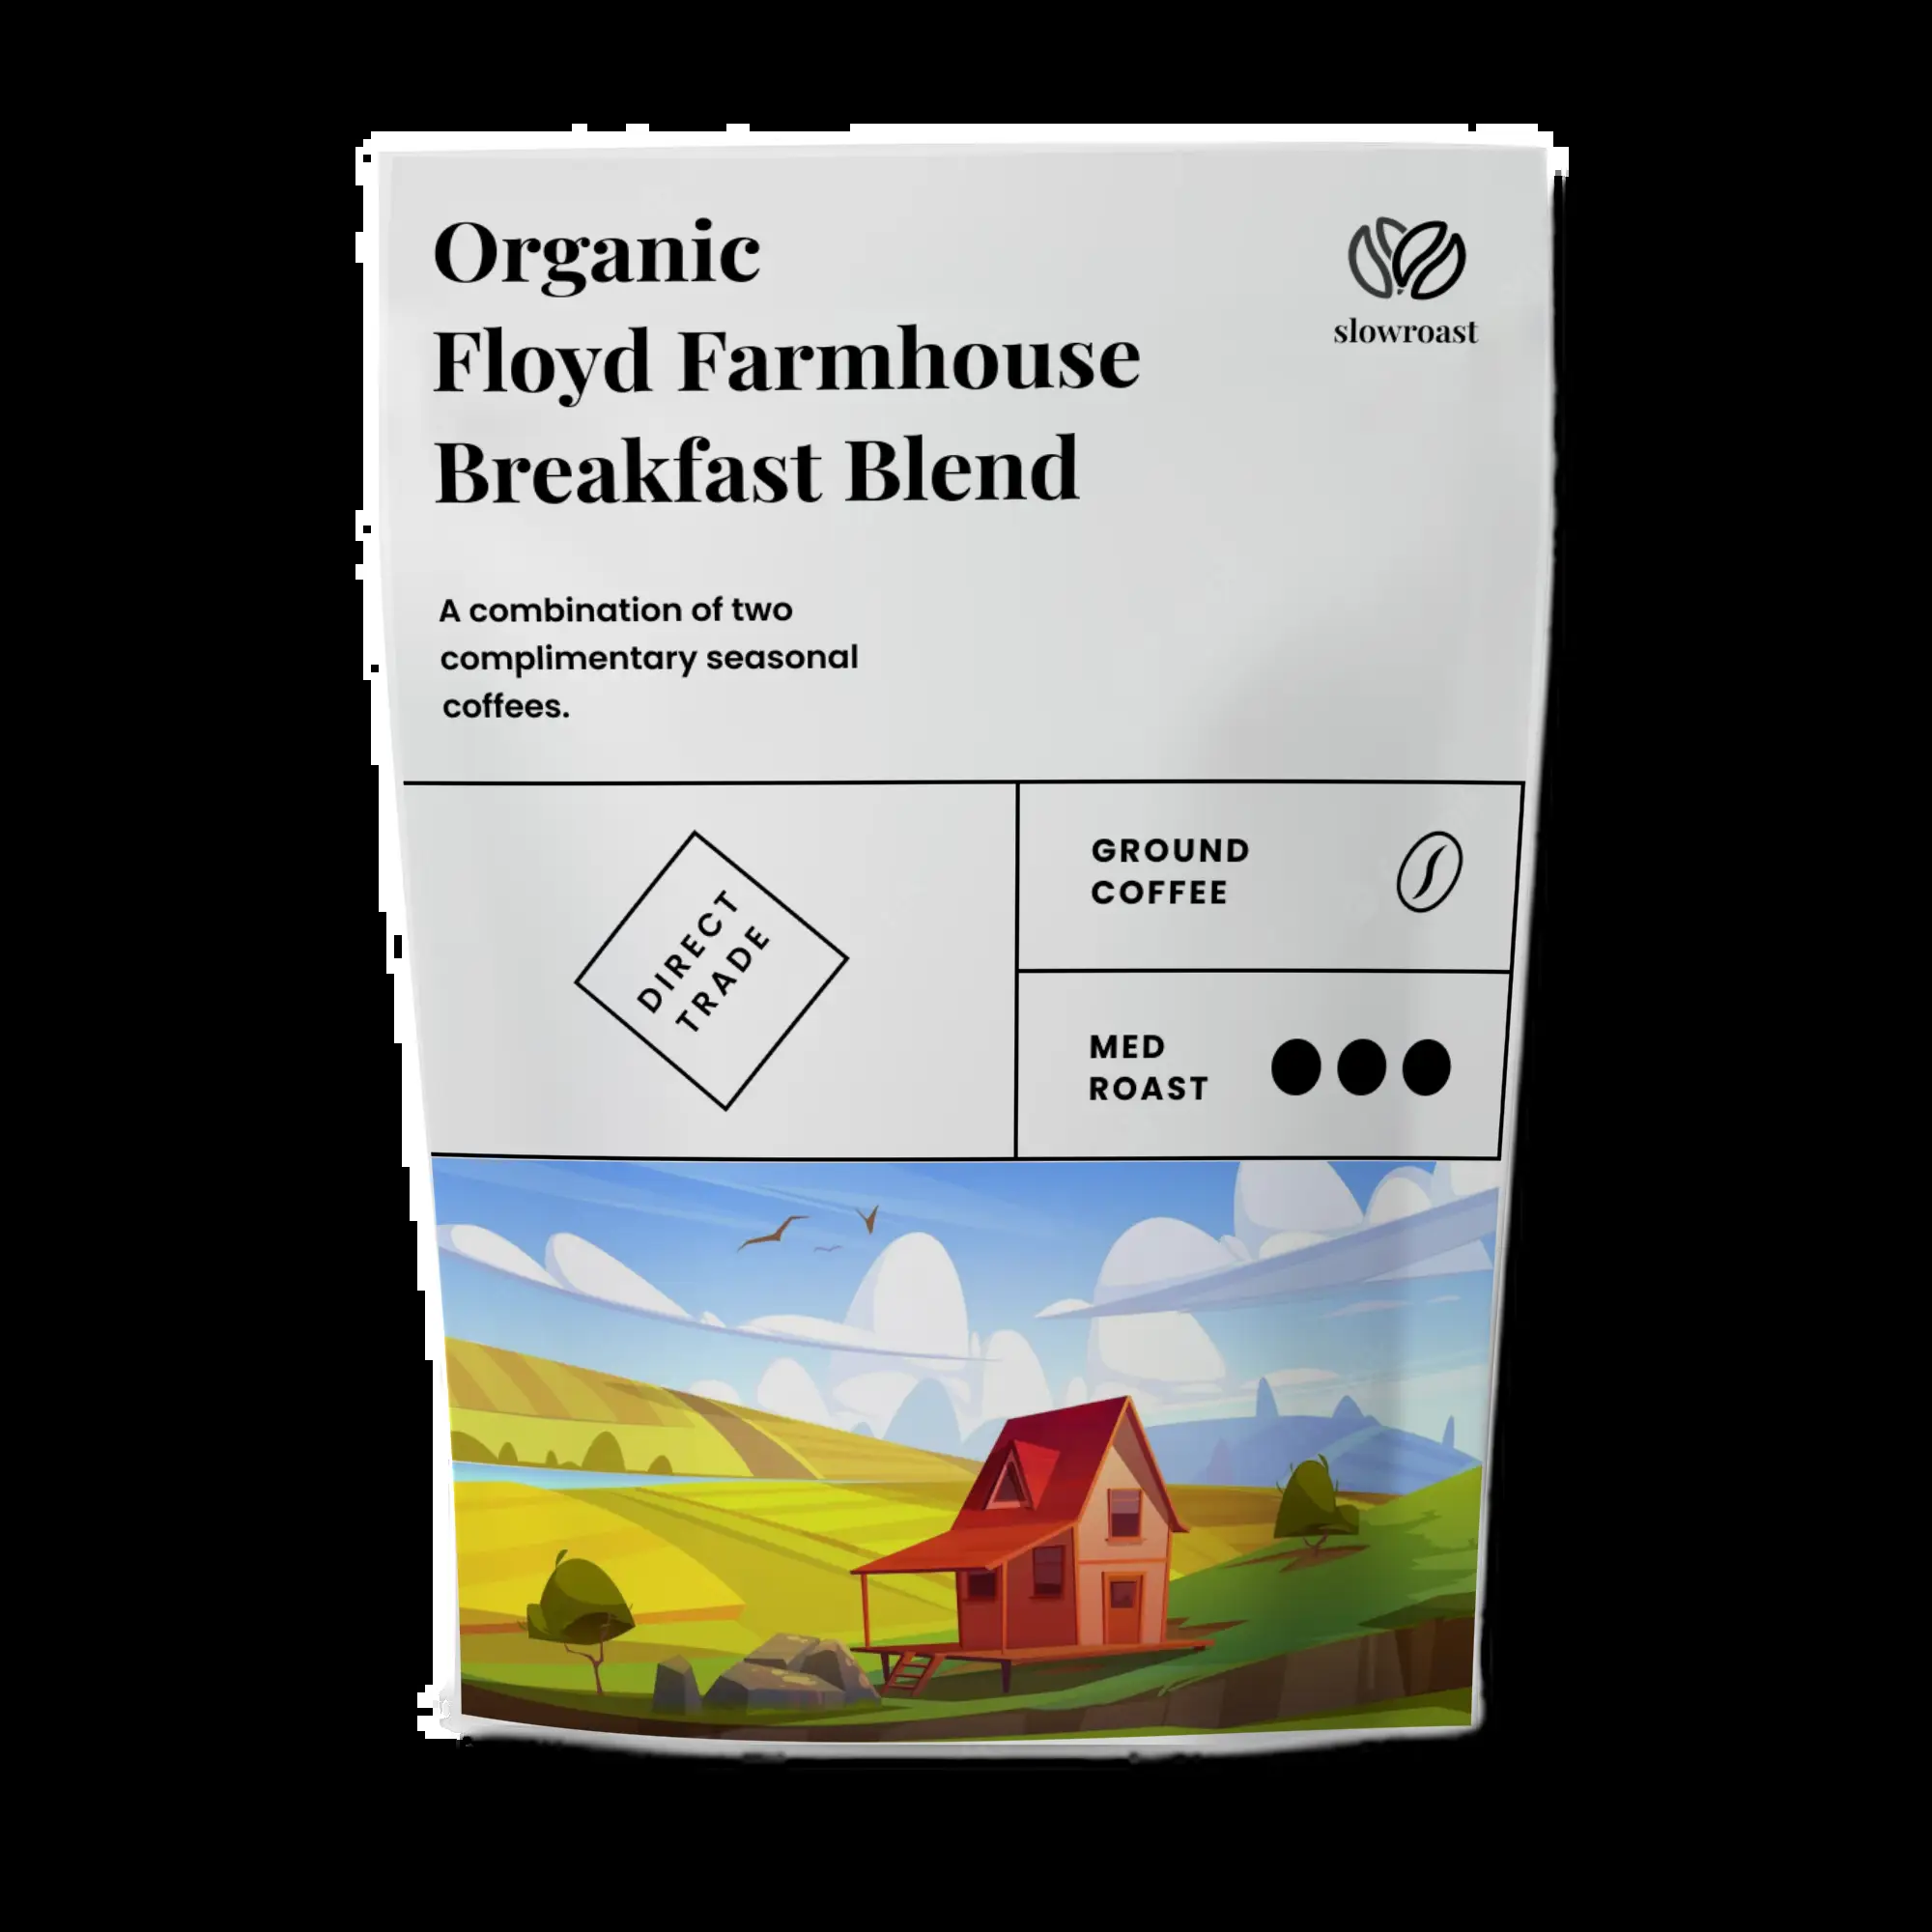 Organic
Floyd Farmhouse
Breakfast Blend
slowroast
A combination of two
complimentary seasonal
coffees.
DIRECT
TRADE
GROUND
COFFEE
MED
ROAST